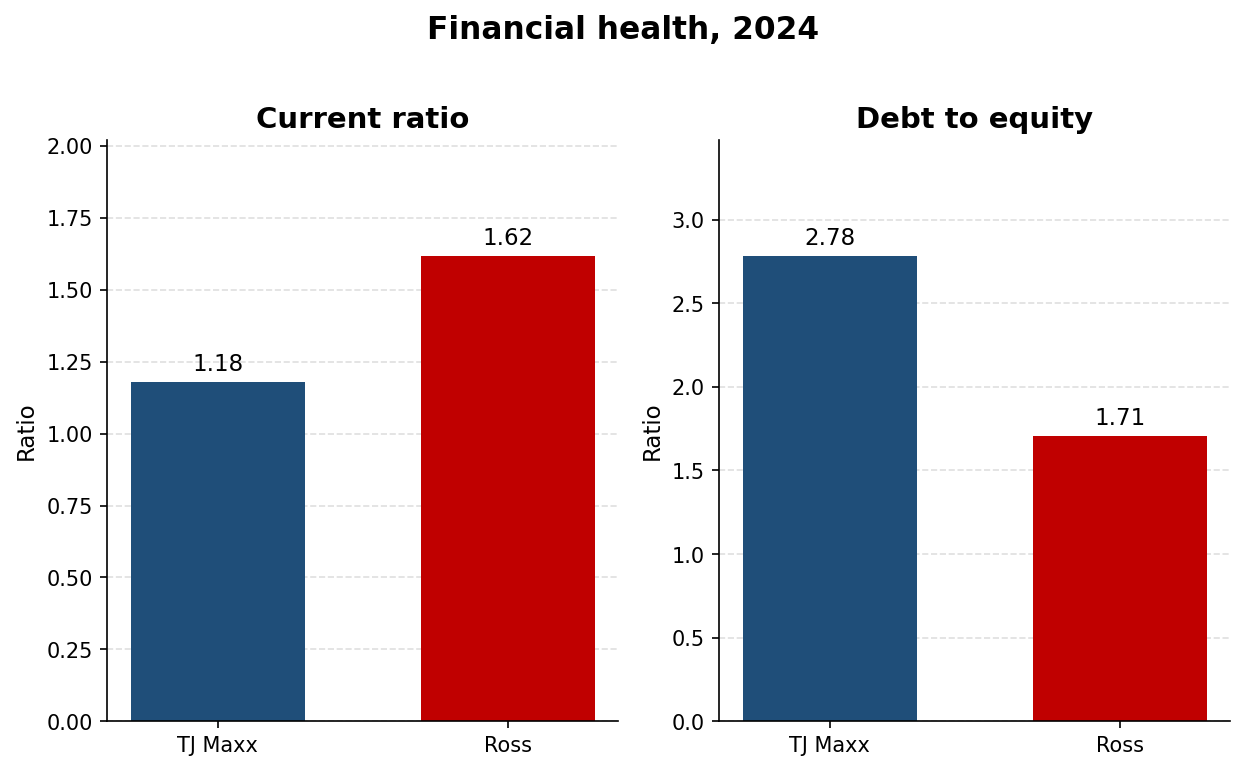 Financial health, 2024
Current ratio
Ratio
2.00
1.75
1.50
1.25
1.00
0.75
0.50
0.25
0.00
1.18
1.62
TJ Maxx
Ross
Debt to equity
Ratio
3.0
2.5
2.0
1.5
1.0
0.5
0.0
2.78
1.71
TJ Maxx
Ross